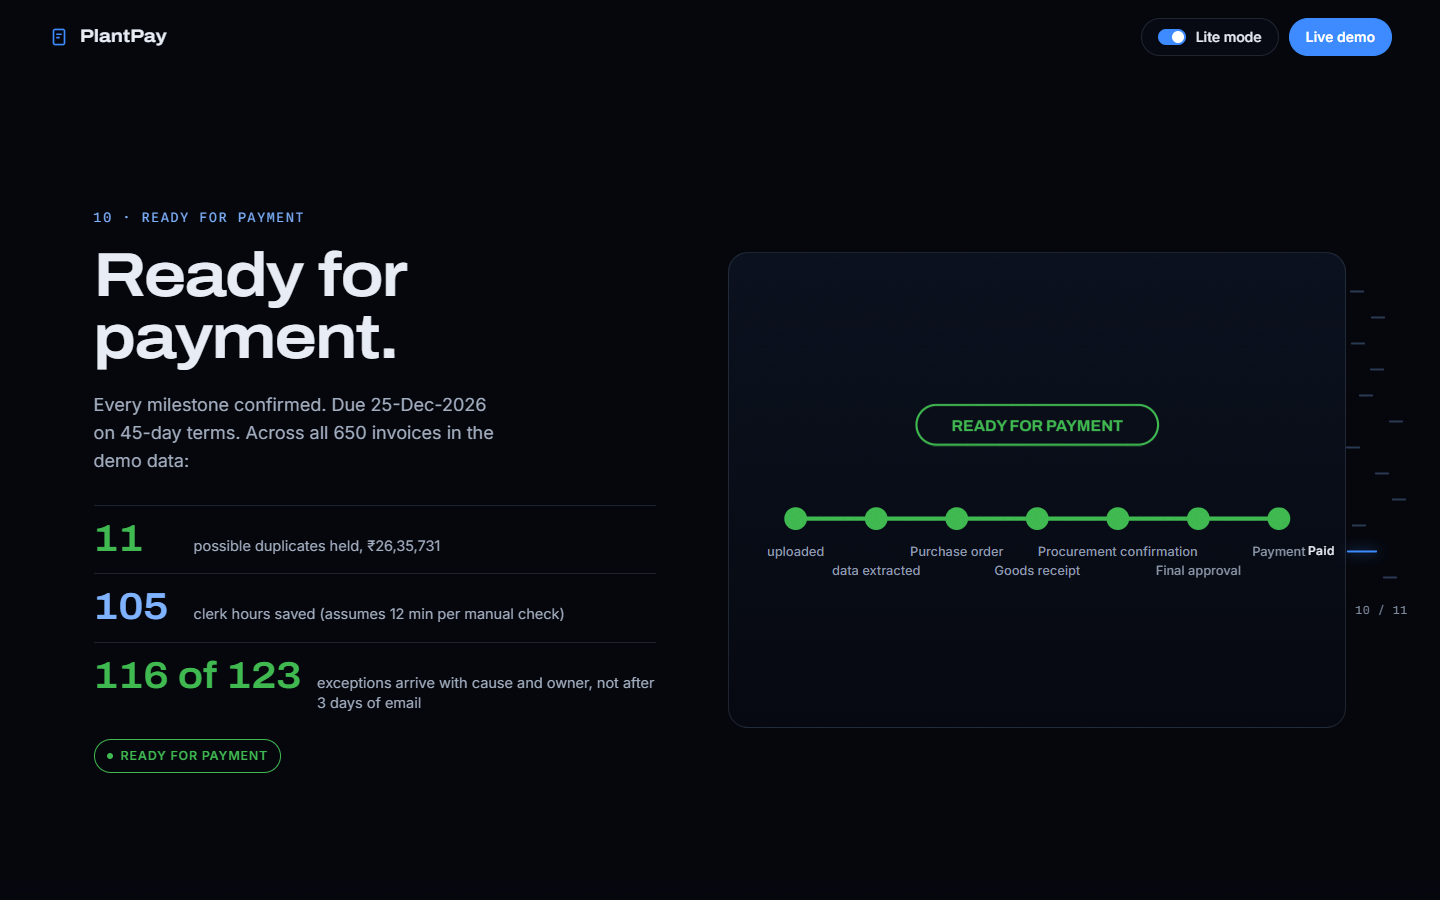 PlantPay
Lite mode
Live demo
10 · READY FOR PAYMENT
Ready for
payment.
Every milestone confirmed. Due 25-Dec-2026
on 45-day terms. Across all 650 invoices in the
demo data:
11 possible duplicates held, ₹26,35,731
105 clerk hours saved (assumes 12 min per manual check)
116 of 123 exceptions arrive with cause and owner, not after
3 days of email
READY FOR PAYMENT
READY FOR PAYMENT
uploaded Purchase order Procurement confirmation Payment Paid
data extracted Goods receipt Final approval
10 / 11